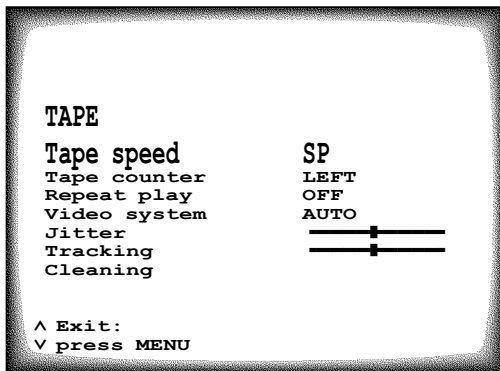 TAPE
Tape speed SP
Tape counter LEFT
Repeat play OFF
Video system AUTO
Jitter
Tracking
Cleaning
∧ Exit:
∨ press MENU